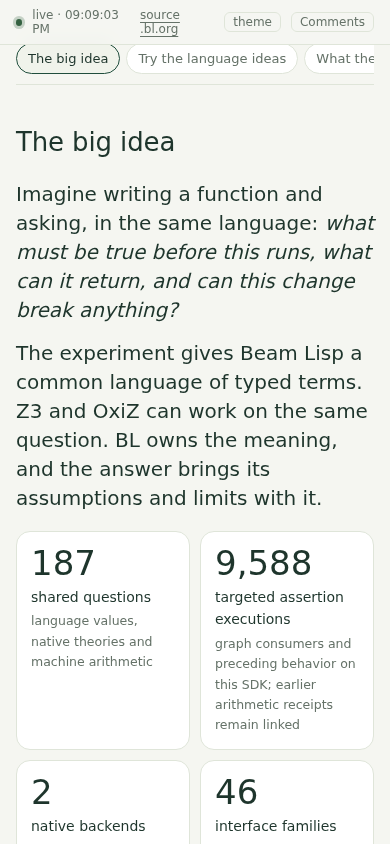 live · 09:09:03 PM
source .bl.org
theme
Comments
The big idea
Try the language ideas
What the
The big idea
Imagine writing a function and
asking, in the same language: what
must be true before this runs, what
can it return, and can this change
break anything?
The experiment gives Beam Lisp a
common language of typed terms.
Z3 and OxiZ can work on the same
question. BL owns the meaning,
and the answer brings its
assumptions and limits with it.
187
shared questions
language values,
native theories and
machine arithmetic
9,588
targeted assertion
executions
graph consumers and
preceding behavior on
this SDK; earlier
arithmetic receipts
remain linked
2
native backends
46
interface families